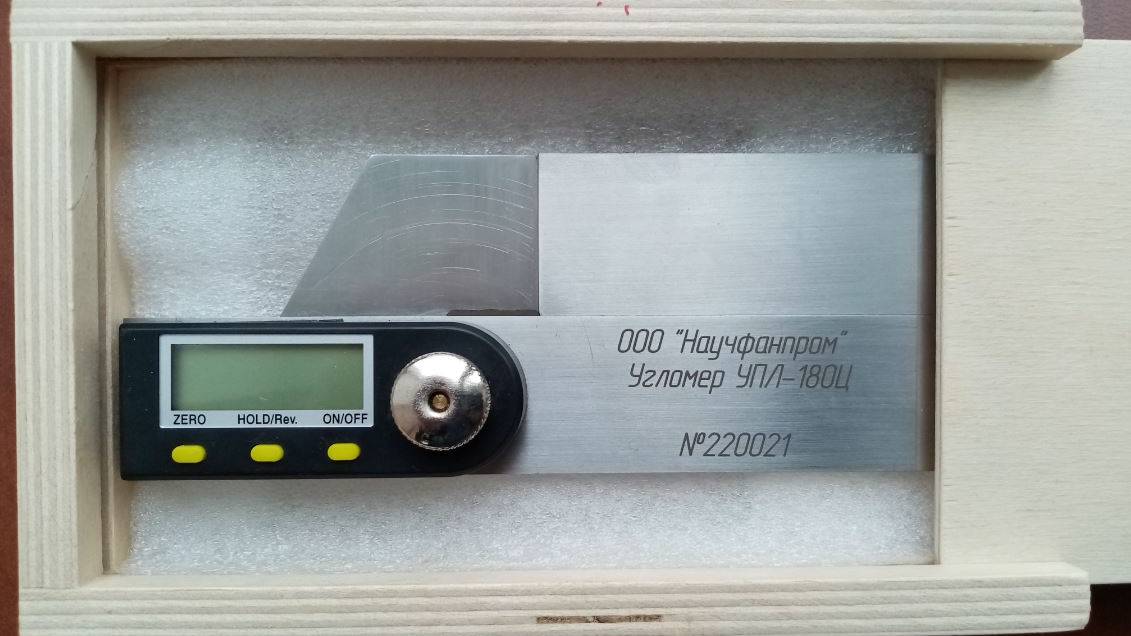 ООО "Научфанпром"
Угломер УПЛ-180Ц
№220021
ZERO HOLD/Rev. ON/OFF